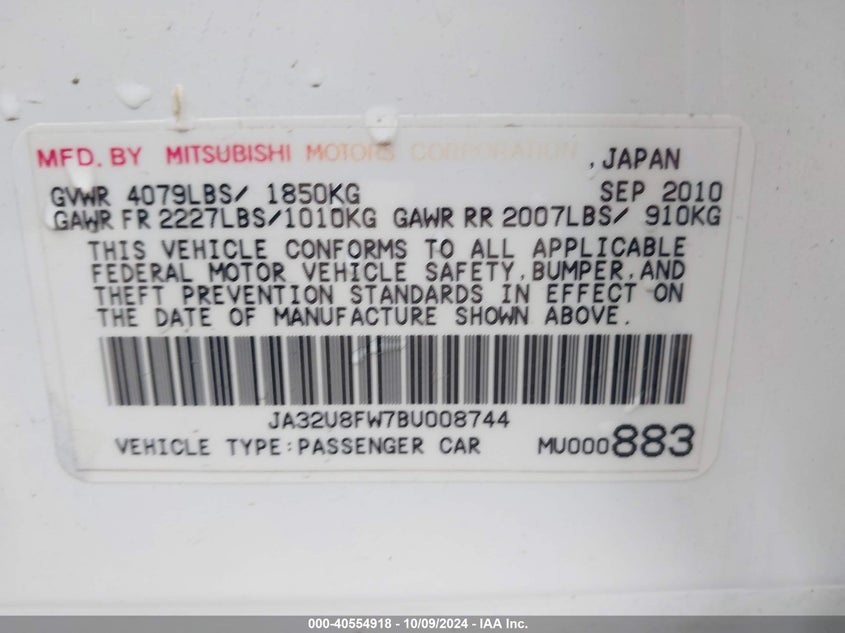 MFD. BY MITSUBISHI MOTORS CORPORATION , JAPAN
GVWR 4079LBS/ 1850KG SEP 2010
GAWR FR 2227LBS/1010KG GAWR RR 2007LBS/ 910KG
THIS VEHICLE CONFORMS TO ALL APPLICABLE
FEDERAL MOTOR VEHICLE SAFETY, BUMPER, AND
THEFT PREVENTION STANDARDS IN EFFECT ON
THE DATE OF MANUFACTURE SHOWN ABOVE.
JA32U8FW7BU008744
VEHICLE TYPE:PASSENGER CAR MU000883
000-40554918 - 10/09/2024 - IAA Inc.